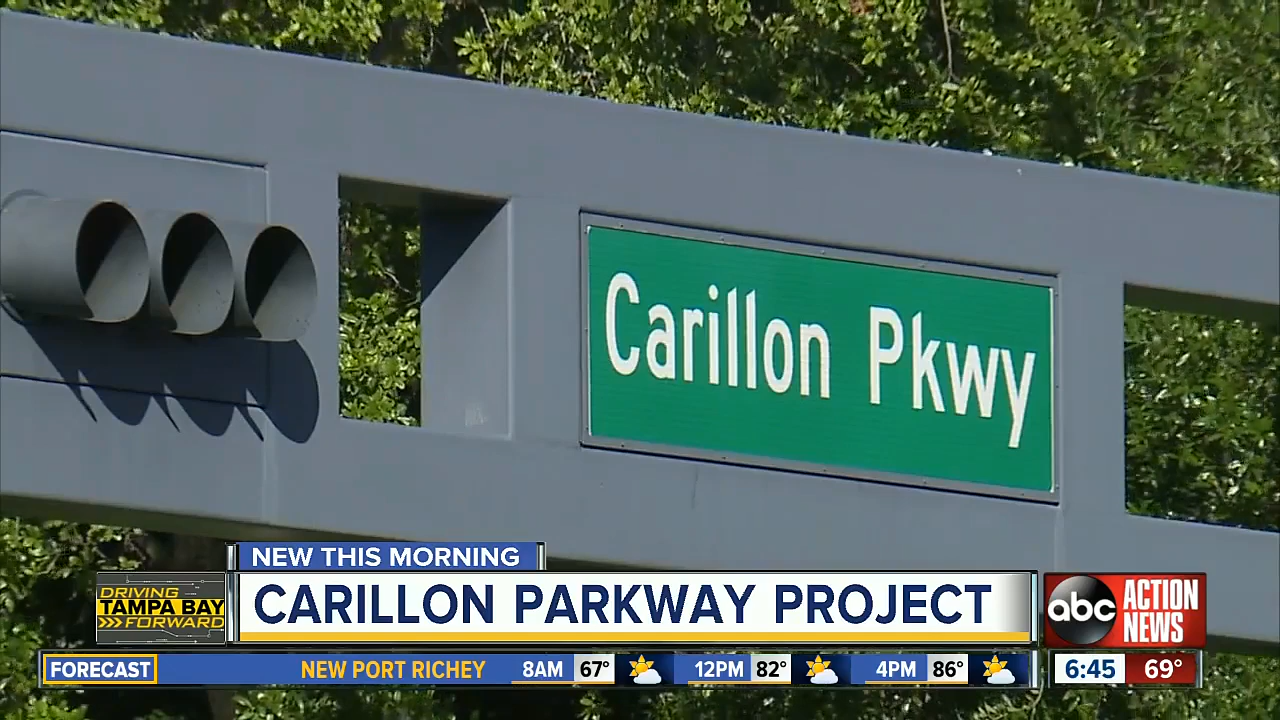 Carillon Pkwy
NEW THIS MORNING
DRIVING
TAMPA BAY
FORWARD
CARILLON PARKWAY PROJECT
abc ACTION NEWS
FORECAST NEW PORT RICHEY 8AM 67° 12PM 82° 4PM 86° 6:45 69°